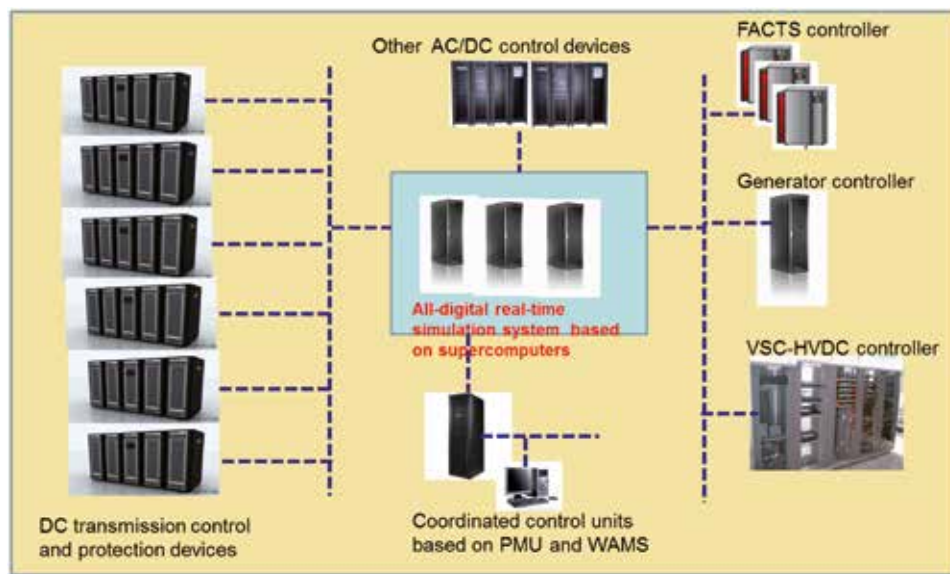 FACTS controller
Other AC/DC control devices
Generator controller
All-digital real-time
simulation system based
on supercomputers
VSC-HVDC controller
DC transmission control
and protection devices
Coordinated control units
based on PMU and WAMS